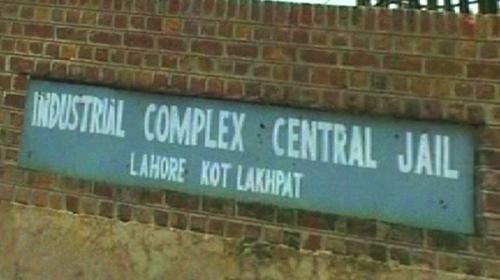 INDUSTRIAL COMPLEX CENTRAL JAIL
LAHORE KOT LAKHPAT